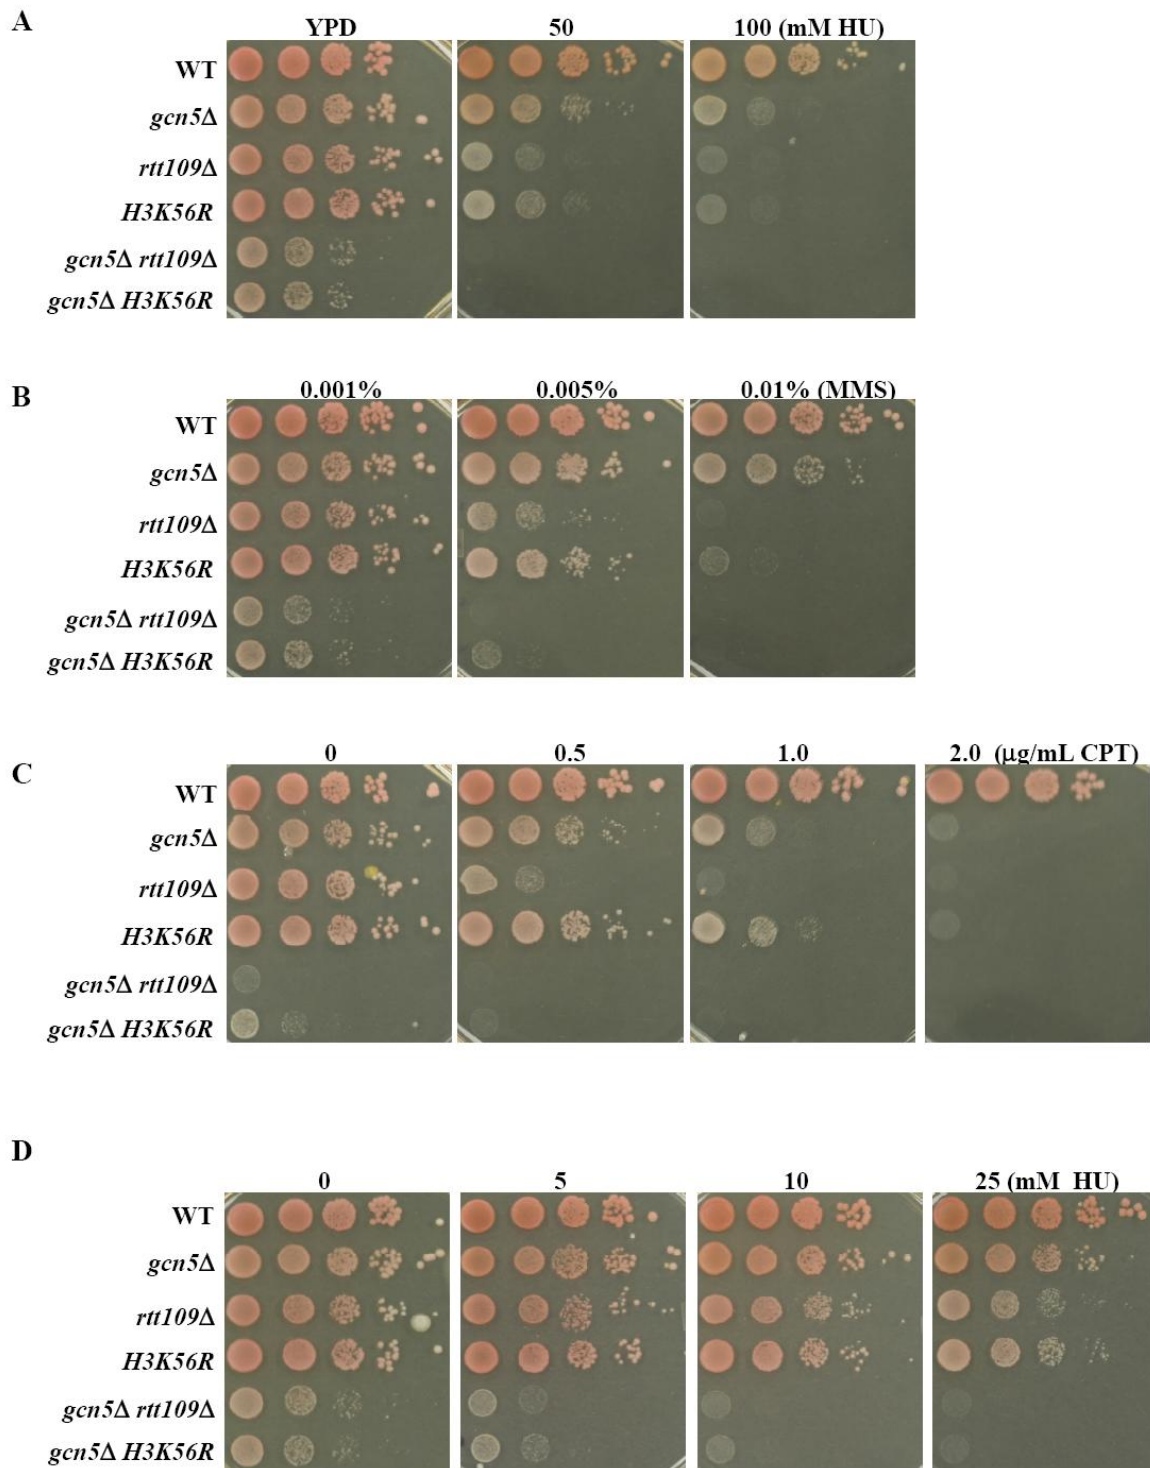 A
YPD 50 100 (mM HU)
WT
gcn5Δ
rtt109Δ
H3K56R
gcn5Δ rtt109Δ
gcn5Δ H3K56R
B
0.001% 0.005% 0.01% (MMS)
WT
gcn5Δ
rtt109Δ
H3K56R
gcn5Δ rtt109Δ
gcn5Δ H3K56R
C
0 0.5 1.0 2.0 (μg/mL CPT)
WT
gcn5Δ
rtt109Δ
H3K56R
gcn5Δ rtt109Δ
gcn5Δ H3K56R
D
0 5 10 25 (mM HU)
WT
gcn5Δ
rtt109Δ
H3K56R
gcn5Δ rtt109Δ
gcn5Δ H3K56R